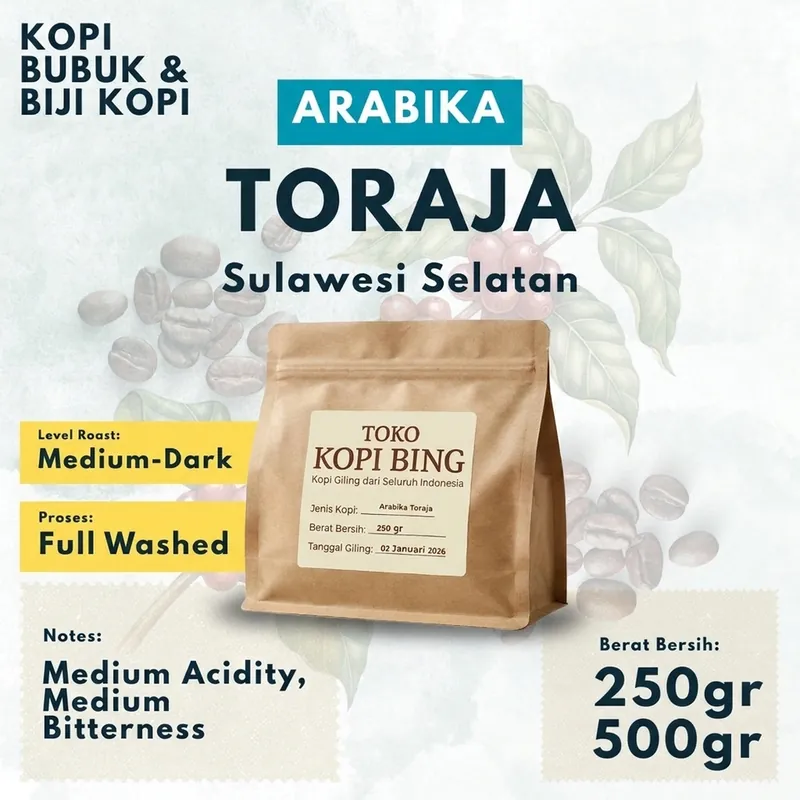 KOPI
BUBUK &
BIJI KOPI
ARABIKA
TORAJA
Sulawesi Selatan
Level Roast:
Medium-Dark
Proses:
Full Washed
TOKO
KOPI BING
Kopi Giling dari Seluruh Indonesia
Jenis Kopi: Arabika Toraja
Berat Bersih: 250 gr
Tanggal Giling: 02 Januari 2026
Notes:
Medium Acidity,
Medium
Bitterness
Berat Bersih:
250gr
500gr